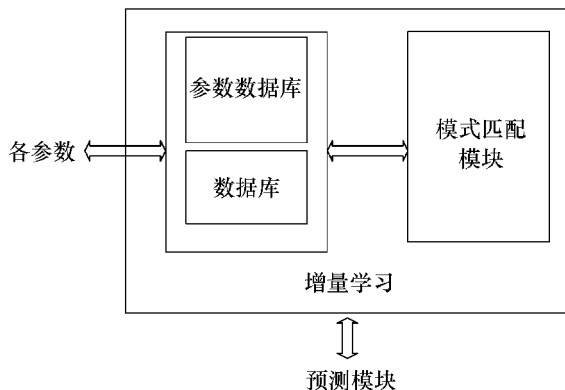 参数数据库
各参数
数据库
模式匹配
模块
增量学习
预测模块